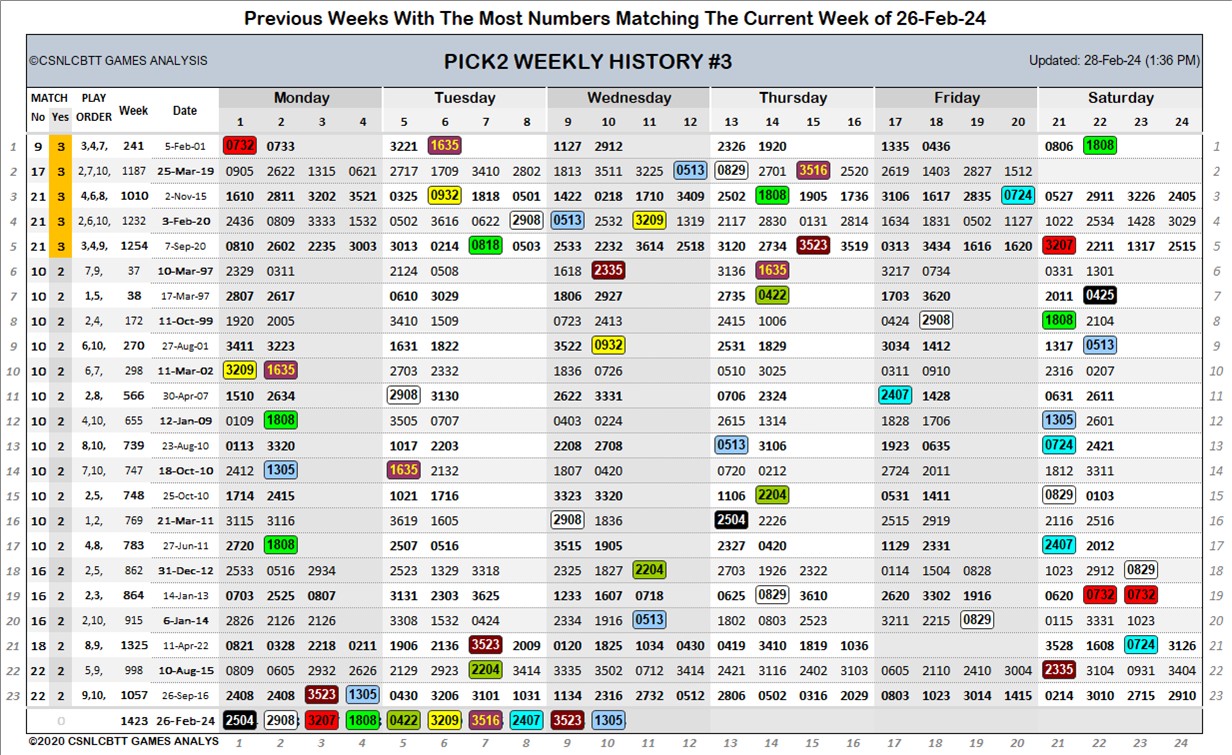 Previous Weeks With The Most Numbers Matching The Current Week of 26-Feb-24
©CSNLCBTT GAMES ANALYSIS PICK2 WEEKLY HISTORY #3 Updated: 28-Feb-24 (1:36 PM)
MATCH PLAY Week Date Monday Tuesday Wednesday Thursday Friday Saturday
No Yes ORDER 1 2 3 4 5 6 7 8 9 10 11 12 13 14 15 16 17 18 19 20 21 22 23 24
1 9 3 3,4,7, 241 5-Feb-01 0732 0733 3221 1635 1127 2912 2326 1920 1335 0436 0806 1808 1
2 17 3 2,7,10, 1187 25-Mar-19 0905 2622 1315 0621 2717 1709 3410 2802 1813 3511 3225 0513 0829 2701 3516 2520 2619 1403 2827 1512 2
3 21 3 4,6,8, 1010 2-Nov-15 1610 2811 3202 3521 0325 0932 1818 0501 1422 0218 1710 3409 2502 1808 1905 1736 3106 1617 2835 0724 0527 2911 3226 2405 3
4 21 3 2,6,10, 1232 3-Feb-20 2436 0809 3333 1532 0502 3616 0622 2908 0513 2532 3209 1319 2117 2830 0131 2814 1634 1831 0502 1127 1022 2534 1428 3029 4
5 21 3 3,4,9, 1254 7-Sep-20 0810 2602 2235 3003 3013 0214 0818 0503 2533 2232 3614 2518 3120 2734 3523 3519 0313 3434 1616 1620 3207 2211 1317 2515 5
6 10 2 7,9, 37 10-Mar-97 2329 0311 2124 0508 1618 2335 3136 1635 3217 0734 0331 1301 6
7 10 2 1,5, 38 17-Mar-97 2807 2617 0610 3029 1806 2927 2735 0422 1703 3620 2011 0425 7
8 10 2 2,4, 172 11-Oct-99 1920 2005 3410 1509 0723 2413 2415 1006 0424 2908 1808 2104 8
9 10 2 6,10, 270 27-Aug-01 3411 3223 1631 1822 3522 0932 2531 1829 3034 1412 1317 0513 9
10 10 2 6,7, 298 11-Mar-02 3209 1635 2703 2332 1836 0726 0510 3025 0311 0910 2316 0207 10
11 10 2 2,8, 566 30-Apr-07 1510 2634 2908 3130 2622 3331 0706 2324 2407 1428 0631 2611 11
12 10 2 4,10, 655 12-Jan-09 0109 1808 3505 0707 0403 0224 2615 1314 1828 1706 1305 2601 12
13 10 2 8,10, 739 23-Aug-10 0113 3320 1017 2203 2208 2708 0513 3106 1923 0635 0724 2421 13
14 10 2 7,10, 747 18-Oct-10 2412 1305 1635 2132 1807 0420 0720 0212 2724 2011 1812 3311 14
15 10 2 2,5, 748 25-Oct-10 1714 2415 1021 1716 3323 3320 1106 2204 0531 1411 0829 0103 15
16 10 2 1,2, 769 21-Mar-11 3115 3116 3619 1605 2908 1836 2504 2226 2515 2919 2116 2516 16
17 10 2 4,8, 783 27-Jun-11 2720 1808 2507 0516 3515 1905 2327 0420 1129 2331 2407 2012 17
18 16 2 2,5, 862 31-Dec-12 2533 0516 2934 2523 1329 3318 2325 1827 2204 2703 1926 2322 0114 1504 0828 1023 2912 0829 18
19 16 2 2,3, 864 14-Jan-13 0703 2525 0807 3131 2303 3625 1233 1607 0718 0625 0829 3610 2620 3302 1916 0620 0732 0732 19
20 16 2 2,10, 915 6-Jan-14 2826 2126 2126 3308 1532 0424 2334 1916 0513 1802 0803 2523 3211 2215 0829 0115 3331 1023 20
21 18 2 8,9, 1325 11-Apr-22 0821 0328 2218 0211 1906 2136 3523 2009 0120 1823 1034 0430 0419 3410 1819 1036 3528 1608 0724 3126 21
22 22 2 5,9, 998 10-Aug-15 0809 0605 2932 2626 2129 2723 2204 3414 3335 3502 0712 3414 2421 3116 2402 3103 0605 2110 2410 3004 2335 3104 0931 3404 22
23 22 2 9,10, 1057 26-Sep-16 2408 2408 3523 1305 0430 3206 3101 1031 1134 2316 2732 0512 2806 0502 0316 2029 0803 1023 3014 1415 0214 3010 2715 2910 23
0 1423 26-Feb-24 2504 2908 3207 1808 0422 3209 3516 2407 3523 1305
©2020 CSNLCBTT GAMES ANALYS 1 2 3 4 5 6 7 8 9 10 11 12 13 14 15 16 17 18 19 20 21 22 23 24